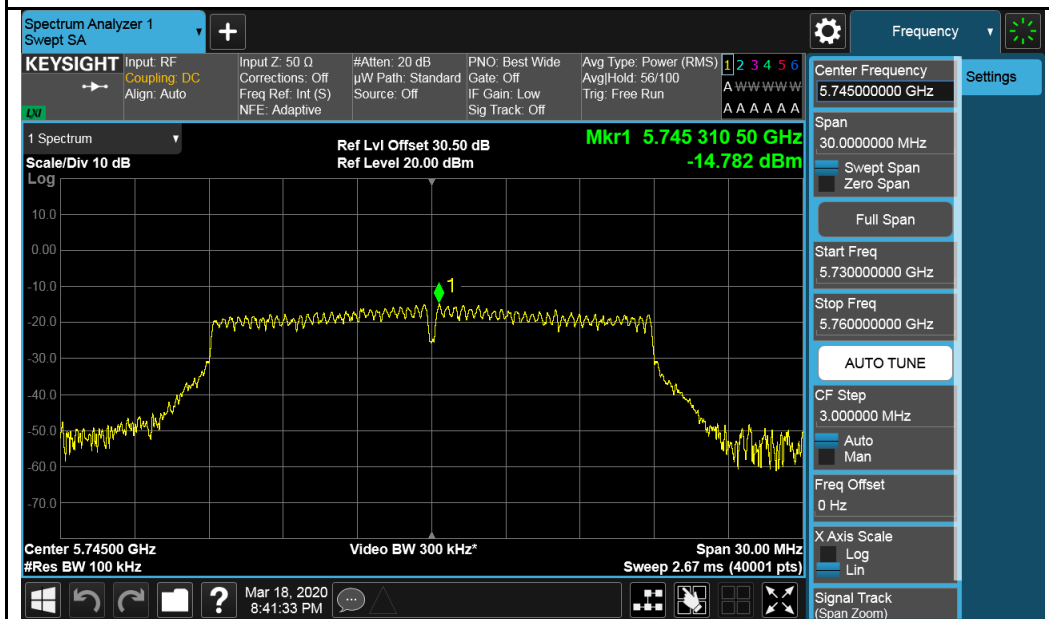 Spectrum Analyzer 1
Swept SA
Frequency
KEYSIGHT
Input: RF
Coupling: DC
Align: Auto
LXI
Input Z: 50 Ω
Corrections: Off
Freq Ref: Int (S)
NFE: Adaptive
#Atten: 20 dB
µW Path: Standard
Source: Off
PNO: Best Wide
Gate: Off
IF Gain: Low
Sig Track: Off
Avg Type: Power (RMS)
Avg|Hold: 56/100
Trig: Free Run
1 2 3 4 5 6
A W W W W W
A A A A A A
1 Spectrum
Scale/Div 10 dB
Log
Ref Lvl Offset 30.50 dB
Ref Level 20.00 dBm
Mkr1 5.745 310 50 GHz
-14.782 dBm
10.0
0.00
-10.0
-20.0
-30.0
-40.0
-50.0
-60.0
-70.0
1
Center 5.74500 GHz
#Res BW 100 kHz
Video BW 300 kHz*
Span 30.00 MHz
Sweep 2.67 ms (40001 pts)
Mar 18, 2020
8:41:33 PM
?
Center Frequency
5.745000000 GHz
Span
30.0000000 MHz
Swept Span
Zero Span
Full Span
Start Freq
5.730000000 GHz
Stop Freq
5.760000000 GHz
AUTO TUNE
CF Step
3.000000 MHz
Auto
Man
Freq Offset
0 Hz
X Axis Scale
Log
Lin
Signal Track
(Span Zoom)
Settings